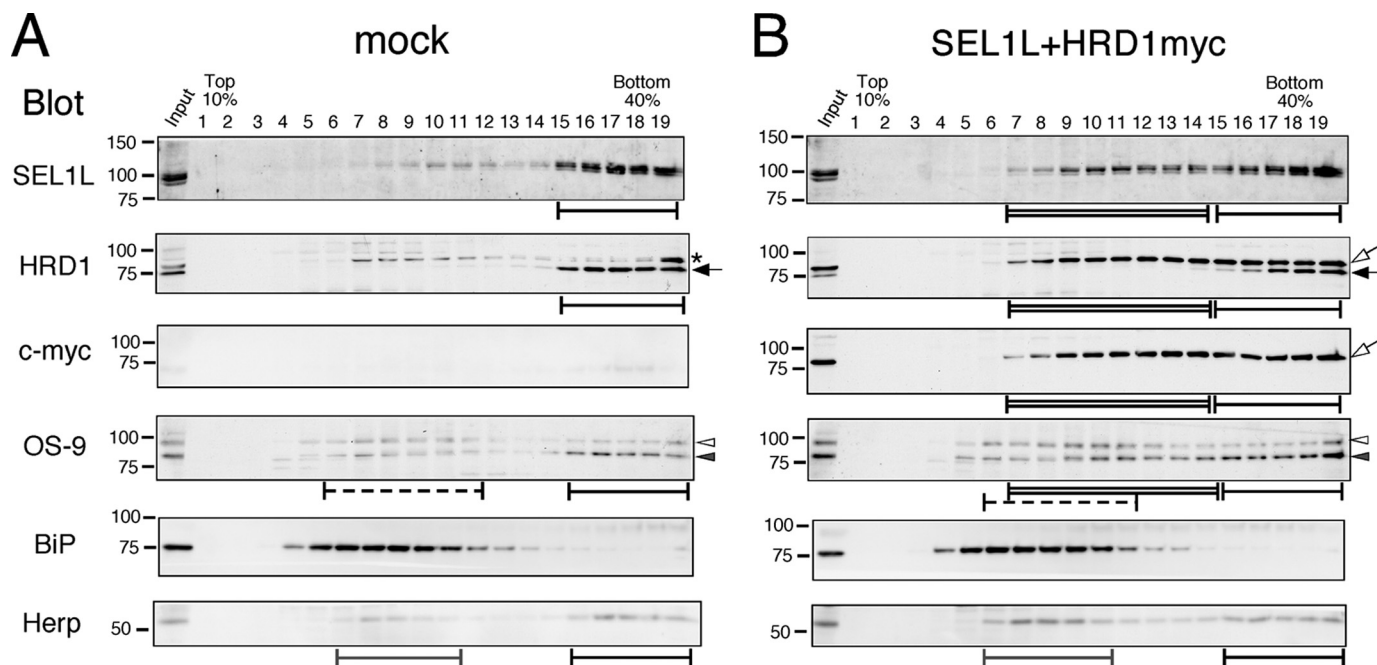 A
mock
Blot
Input
Top
10%
Bottom
40%
1 2 3 4 5 6 7 8 9 10 11 12 13 14 15 16 17 18 19
SEL1L
150
100
75
HRD1
100
75
*
c-myc
100
75
OS-9
100
75
BiP
100
75
Herp
50
B
SEL1L+HRD1myc
Input
Top
10%
Bottom
40%
1 2 3 4 5 6 7 8 9 10 11 12 13 14 15 16 17 18 19
150
100
75
100
75
100
75
100
75
100
75
50